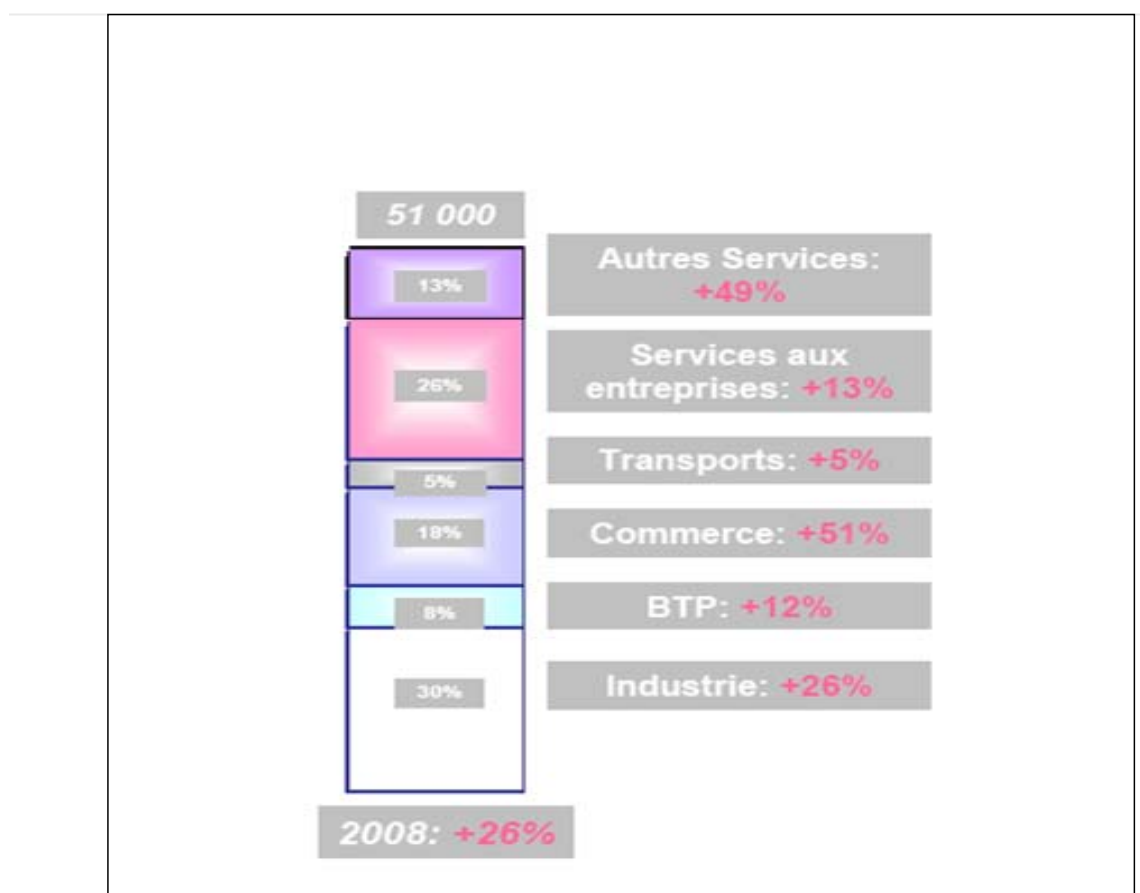 51 000
13%
Autres Services:
+49%
26%
Services aux
entreprises: +13%
5%
Transports: +5%
18%
Commerce: +51%
8%
BTP: +12%
30%
Industrie: +26%
2008: +26%